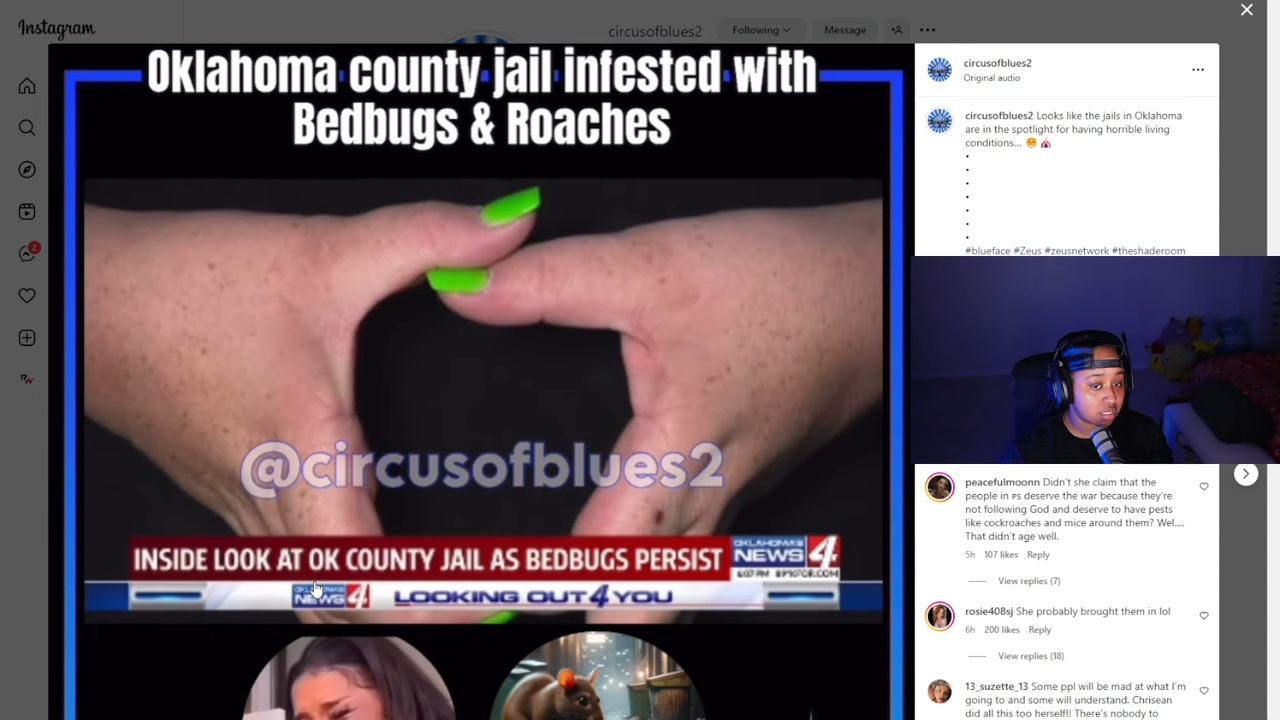 Instagram
circusofblues2
Following
Message
Oklahoma county jail infested with
Bedbugs & Roaches
@circusofblues2
INSIDE LOOK AT OK COUNTY JAIL AS BEDBUGS PERSIST
OKLAHOMA'S
NEWS 4
6:07 PM
NEWS 4
LOOKING OUT 4 YOU
circusofblues2
Original audio
circusofblues2 Looks like the jails in Oklahoma
are in the spotlight for having horrible living
conditions...
#blueface #Zeus #zeusnetwork #theshaderoom
2
RW
peacefulmoonn Didn't she claim that the
people in ᴘs deserve the war because they're
not following God and deserve to have pests
like cockroaches and mice around them? Wel....
That didn't age well.
5h 107 likes Reply
View replies (7)
rosie408sj She probably brought them in lol
6h 200 likes Reply
View replies (18)
13_suzette_13 Some ppl will be mad at what I'm
going to and some will understand. Chrisean
did all this too herself!! There's nobody to